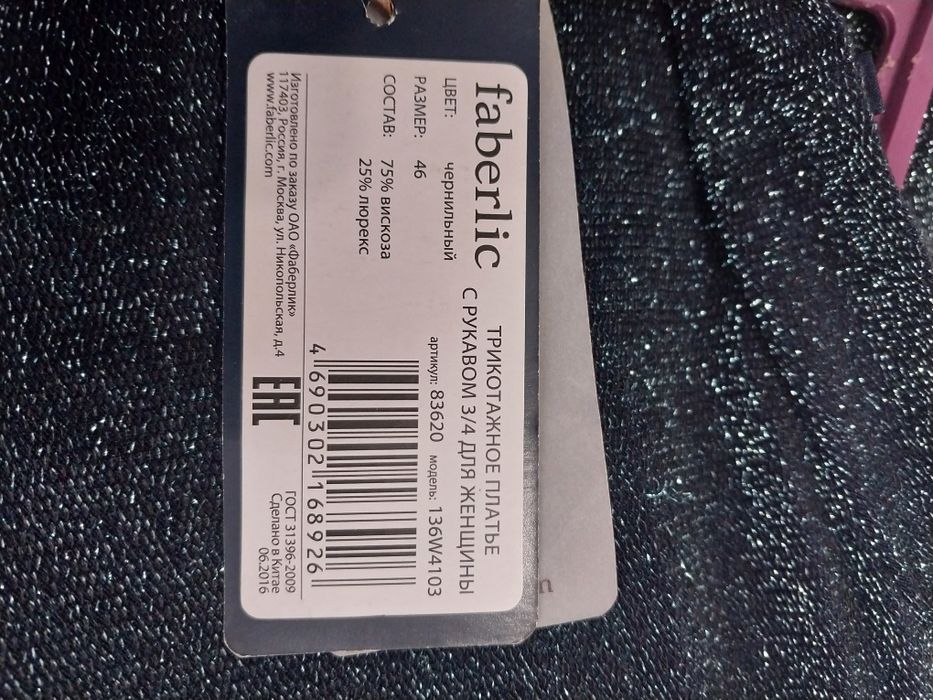 faberlic
ТРИКОТАЖНОЕ ПЛАТЬЕ
С РУКАВОМ 3/4 ДЛЯ ЖЕНЩИНЫ
ЦВЕТ: чернильный
артикул: 83620 модель: 136W4103
РАЗМЕР: 46
СОСТАВ: 75% вискоза
25% люрекс
4 690302 168926
Изготовлено по заказу ОАО «Фаберлик»
117403, Россия, г. Москва, ул. Никопольская, д.4
www.faberlic.com
EAC
ГОСТ 31396-2009
Сделано в Китае
06.2016